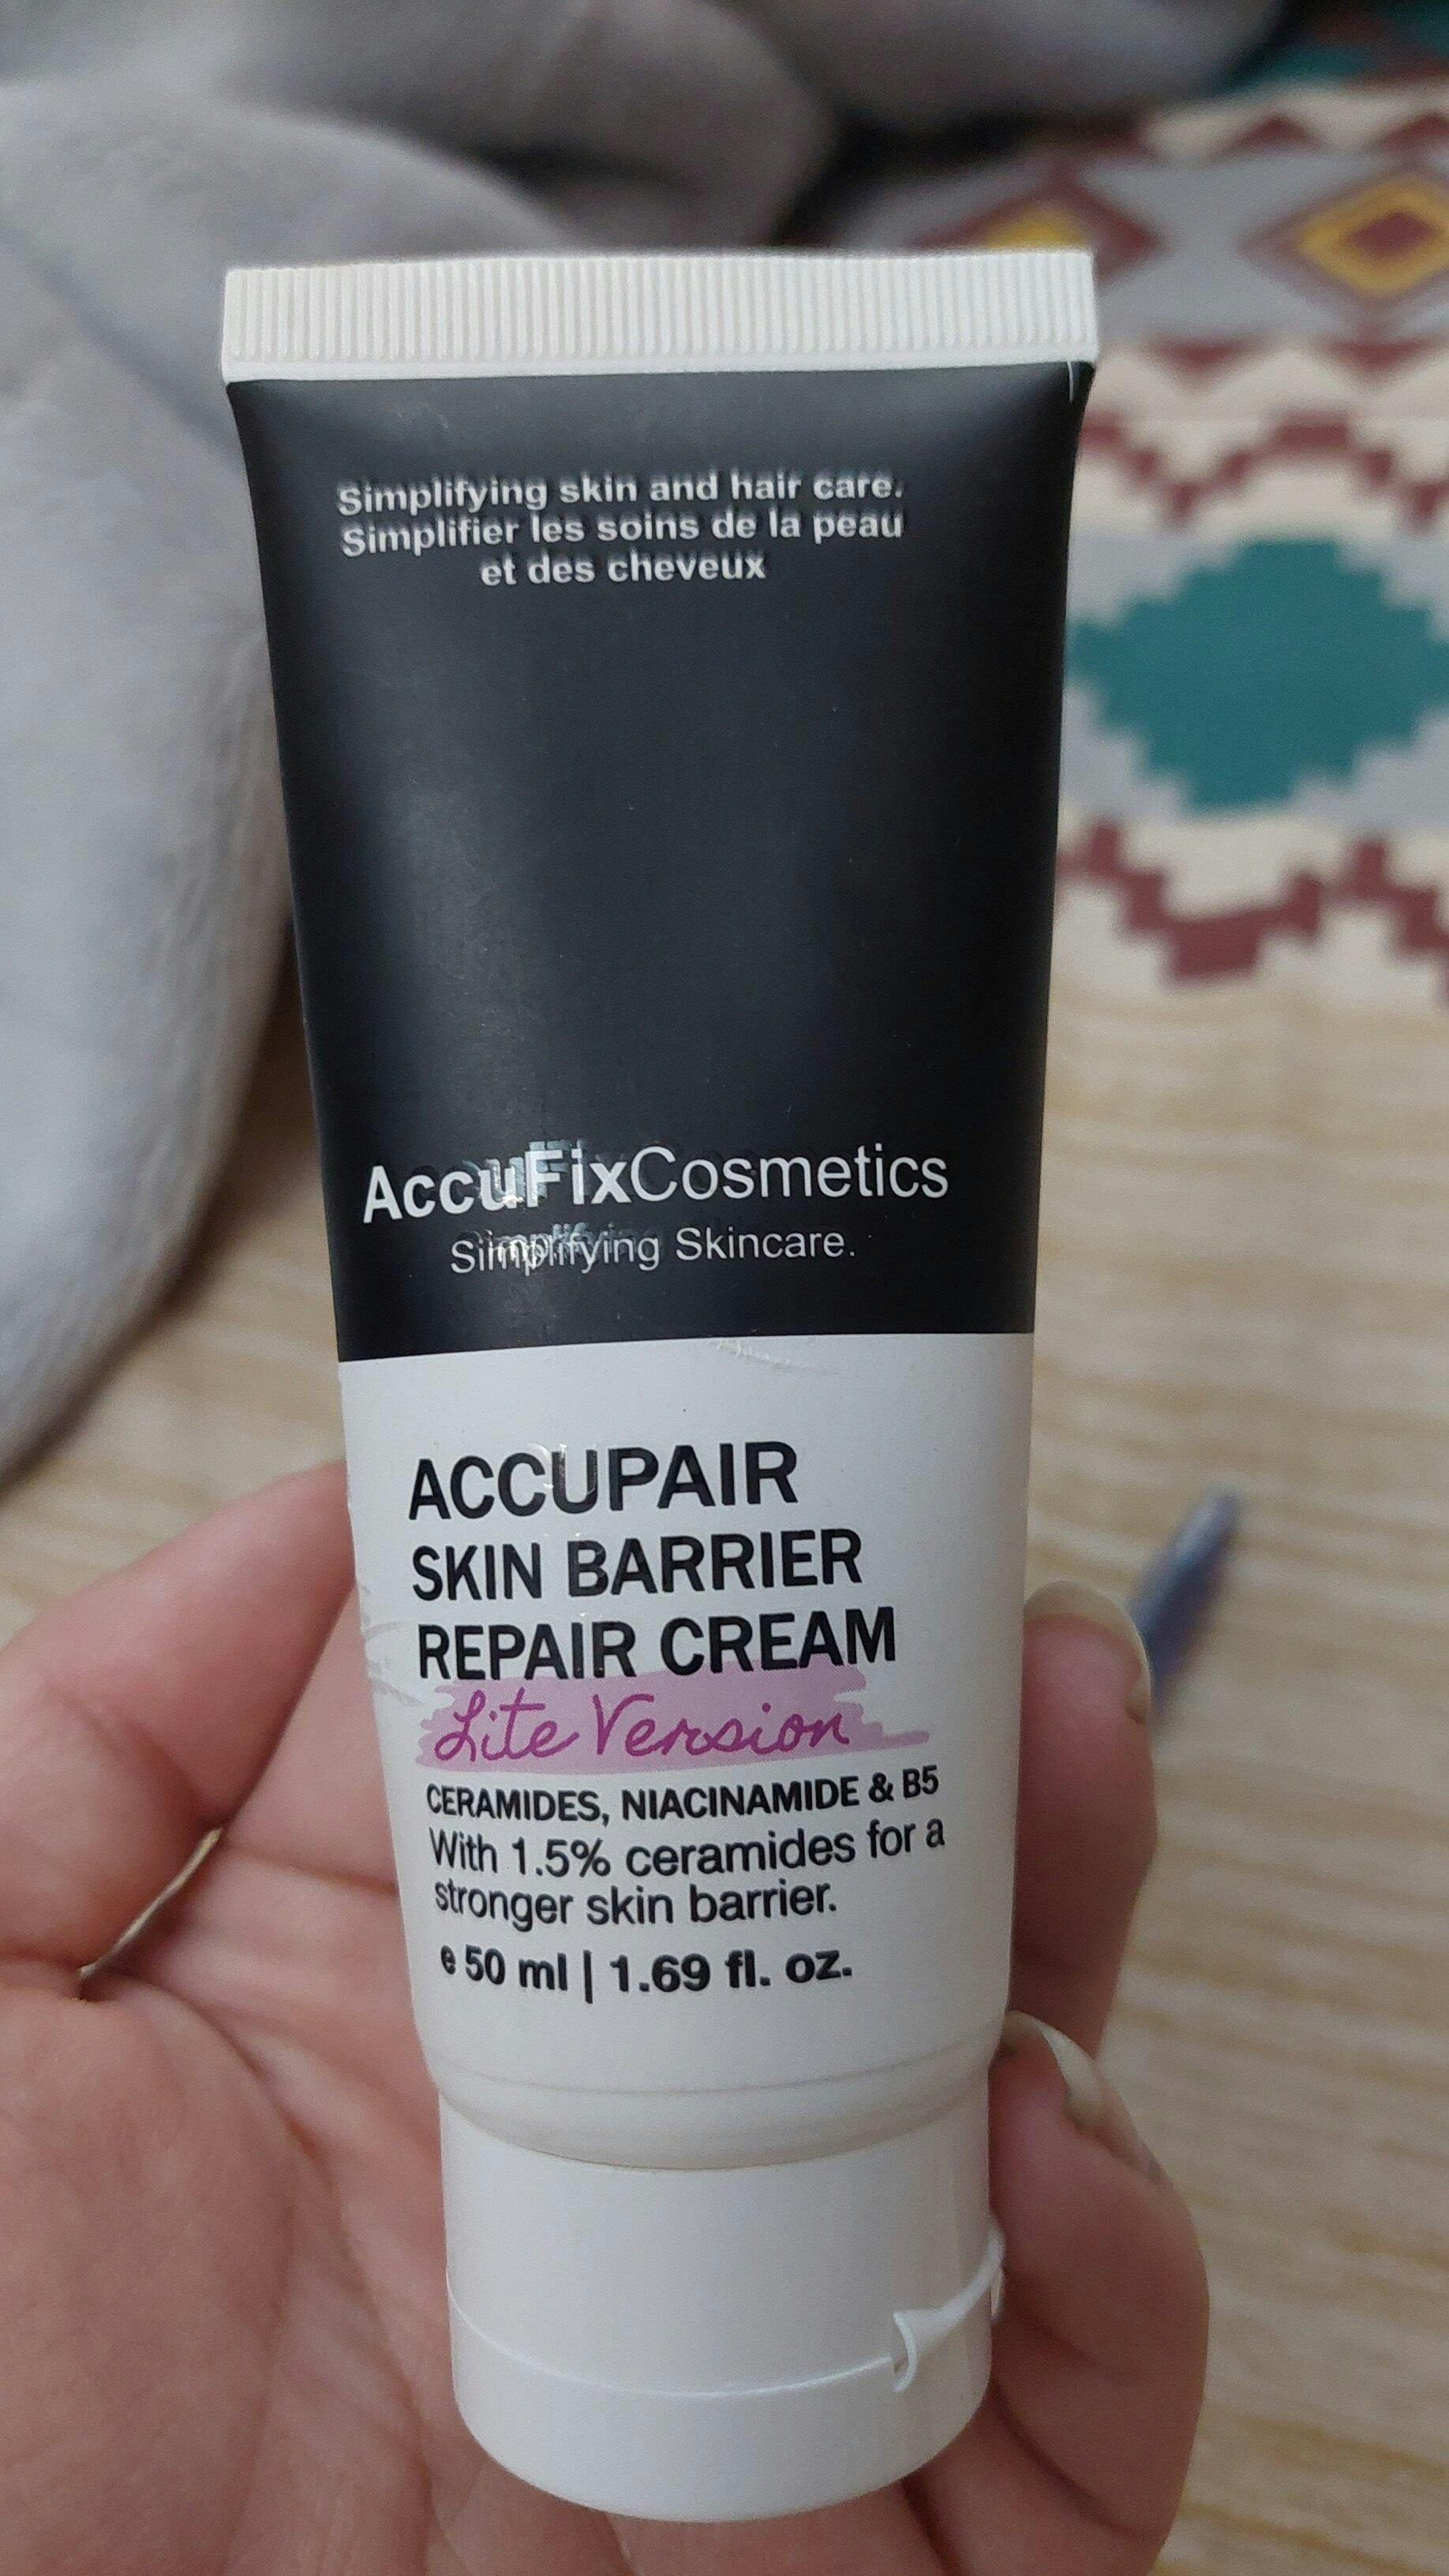 Simplifying skin and hair care.
Simplifier les soins de la peau
et des cheveux
AccuFixCosmetics
Simplifying Skincare.
ACCUPAIR
SKIN BARRIER
REPAIR CREAM
Lite Version
CERAMIDES, NIACINAMIDE & B5
With 1.5% ceramides for a
stronger skin barrier.
℮ 50 ml | 1.69 fl. oz.